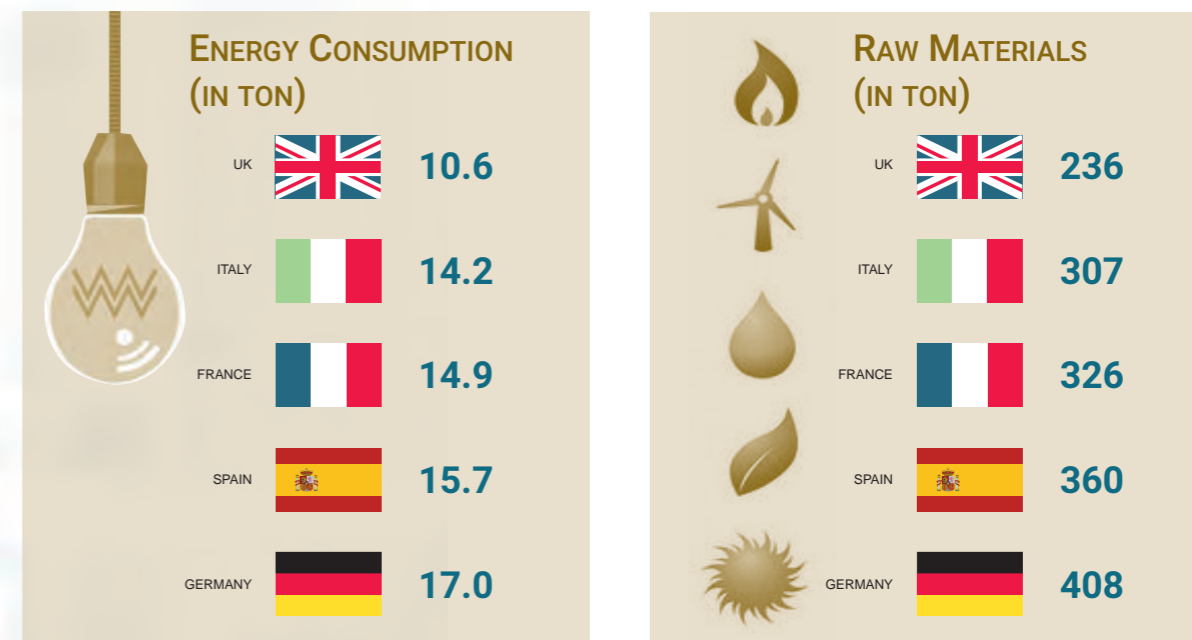 ENERGY CONSUMPTION
(IN TON)
UK 10.6
ITALY 14.2
FRANCE 14.9
SPAIN 15.7
GERMANY 17.0
RAW MATERIALS
(IN TON)
UK 236
ITALY 307
FRANCE 326
SPAIN 360
GERMANY 408